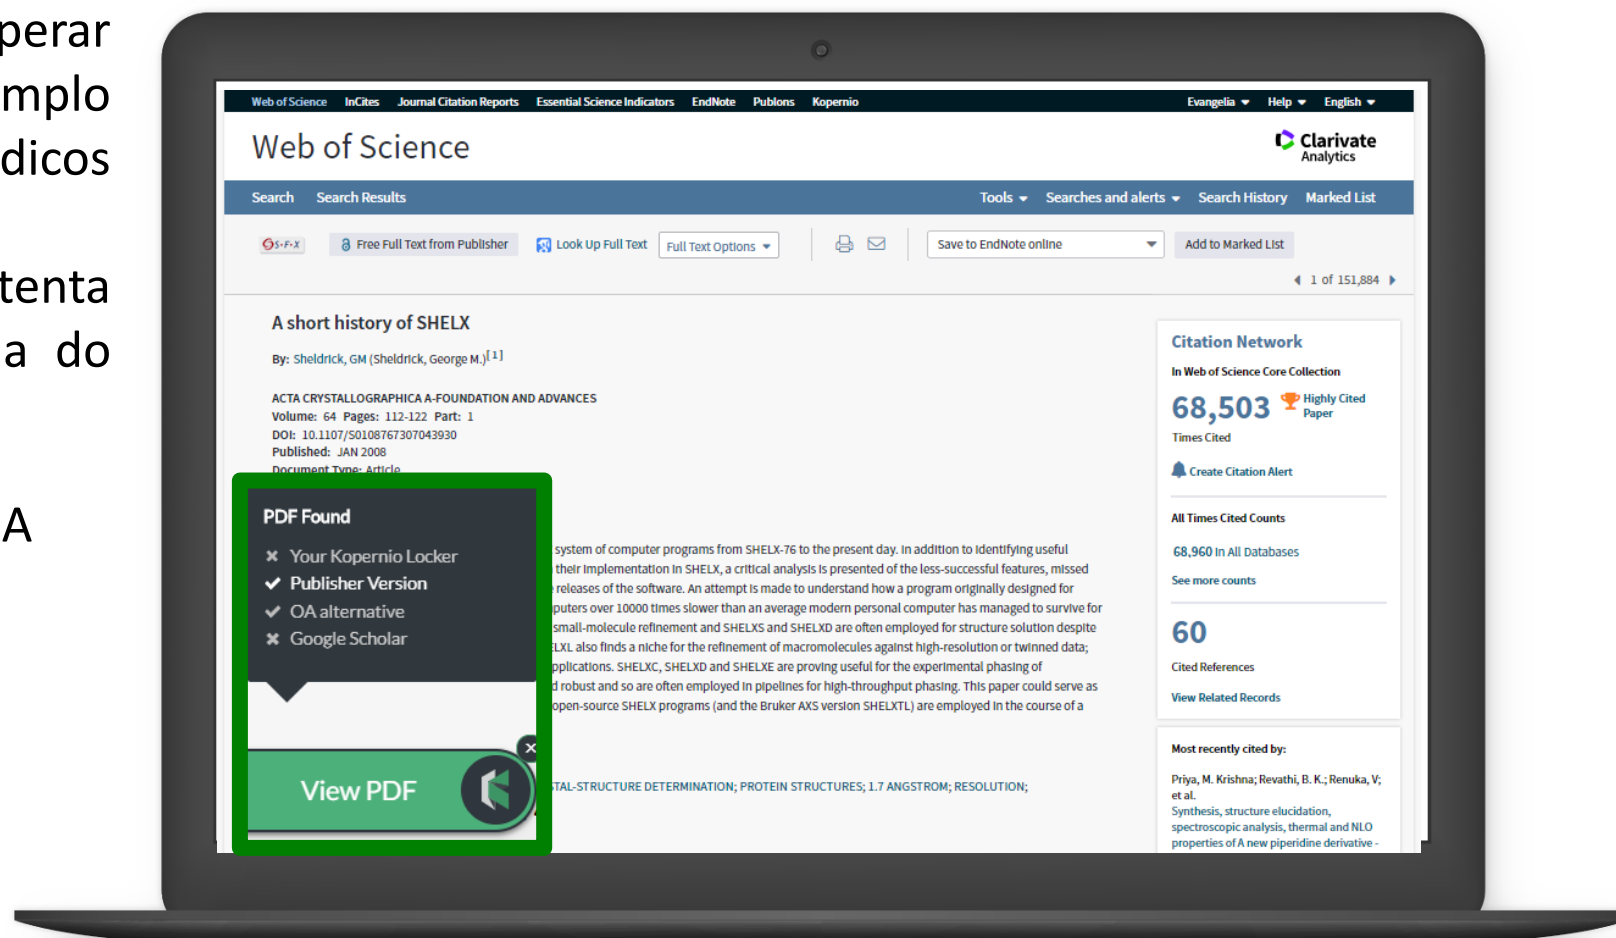 perar
mplo
dicos
tenta
a do
A
Web of Science InCites Journal Citation Reports Essential Science Indicators EndNote Publons Kopernio Evangelia Help English
Web of Science
Clarivate
Analytics
Search Search Results Tools Searches and alerts Search History Marked List
S·F·X Free Full Text from Publisher Look Up Full Text Full Text Options Save to EndNote online Add to Marked List
1 of 151,884
A short history of SHELX
By: Sheldrick, GM (Sheldrick, George M.)[1]
ACTA CRYSTALLOGRAPHICA A-FOUNDATION AND ADVANCES
Volume: 64 Pages: 112-122 Part: 1
DOI: 10.1107/S0108767307043930
Published: JAN 2008
Document Type: Article
PDF Found
Your Kopernio Locker
Publisher Version
OA alternative
Google Scholar
View PDF
system of computer programs from SHELX-76 to the present day. In addition to identifying useful
their implementation in SHELX, a critical analysis is presented of the less-successful features, missed
releases of the software. An attempt is made to understand how a program originally designed for
puters over 10000 times slower than an average modern personal computer has managed to survive for
small-molecule refinement and SHELXS and SHELXD are often employed for structure solution despite
ELXL also finds a niche for the refinement of macromolecules against high-resolution or twinned data;
pplications. SHELXC, SHELXD and SHELXE are proving useful for the experimental phasing of
d robust and so are often employed in pipelines for high-throughput phasing. This paper could serve as
open-source SHELX programs (and the Bruker AXS version SHELXTL) are employed in the course of a
TAL-STRUCTURE DETERMINATION; PROTEIN STRUCTURES; 1.7 ANGSTROM; RESOLUTION;
Citation Network
In Web of Science Core Collection
68,503 Highly Cited
Paper
Times Cited
Create Citation Alert
All Times Cited Counts
68,960 in All Databases
See more counts
60
Cited References
View Related Records
Most recently cited by:
Priya, M. Krishna; Revathi, B. K.; Renuka, V;
et al.
Synthesis, structure elucidation,
spectroscopic analysis, thermal and NLO
properties of A new piperidine derivative -